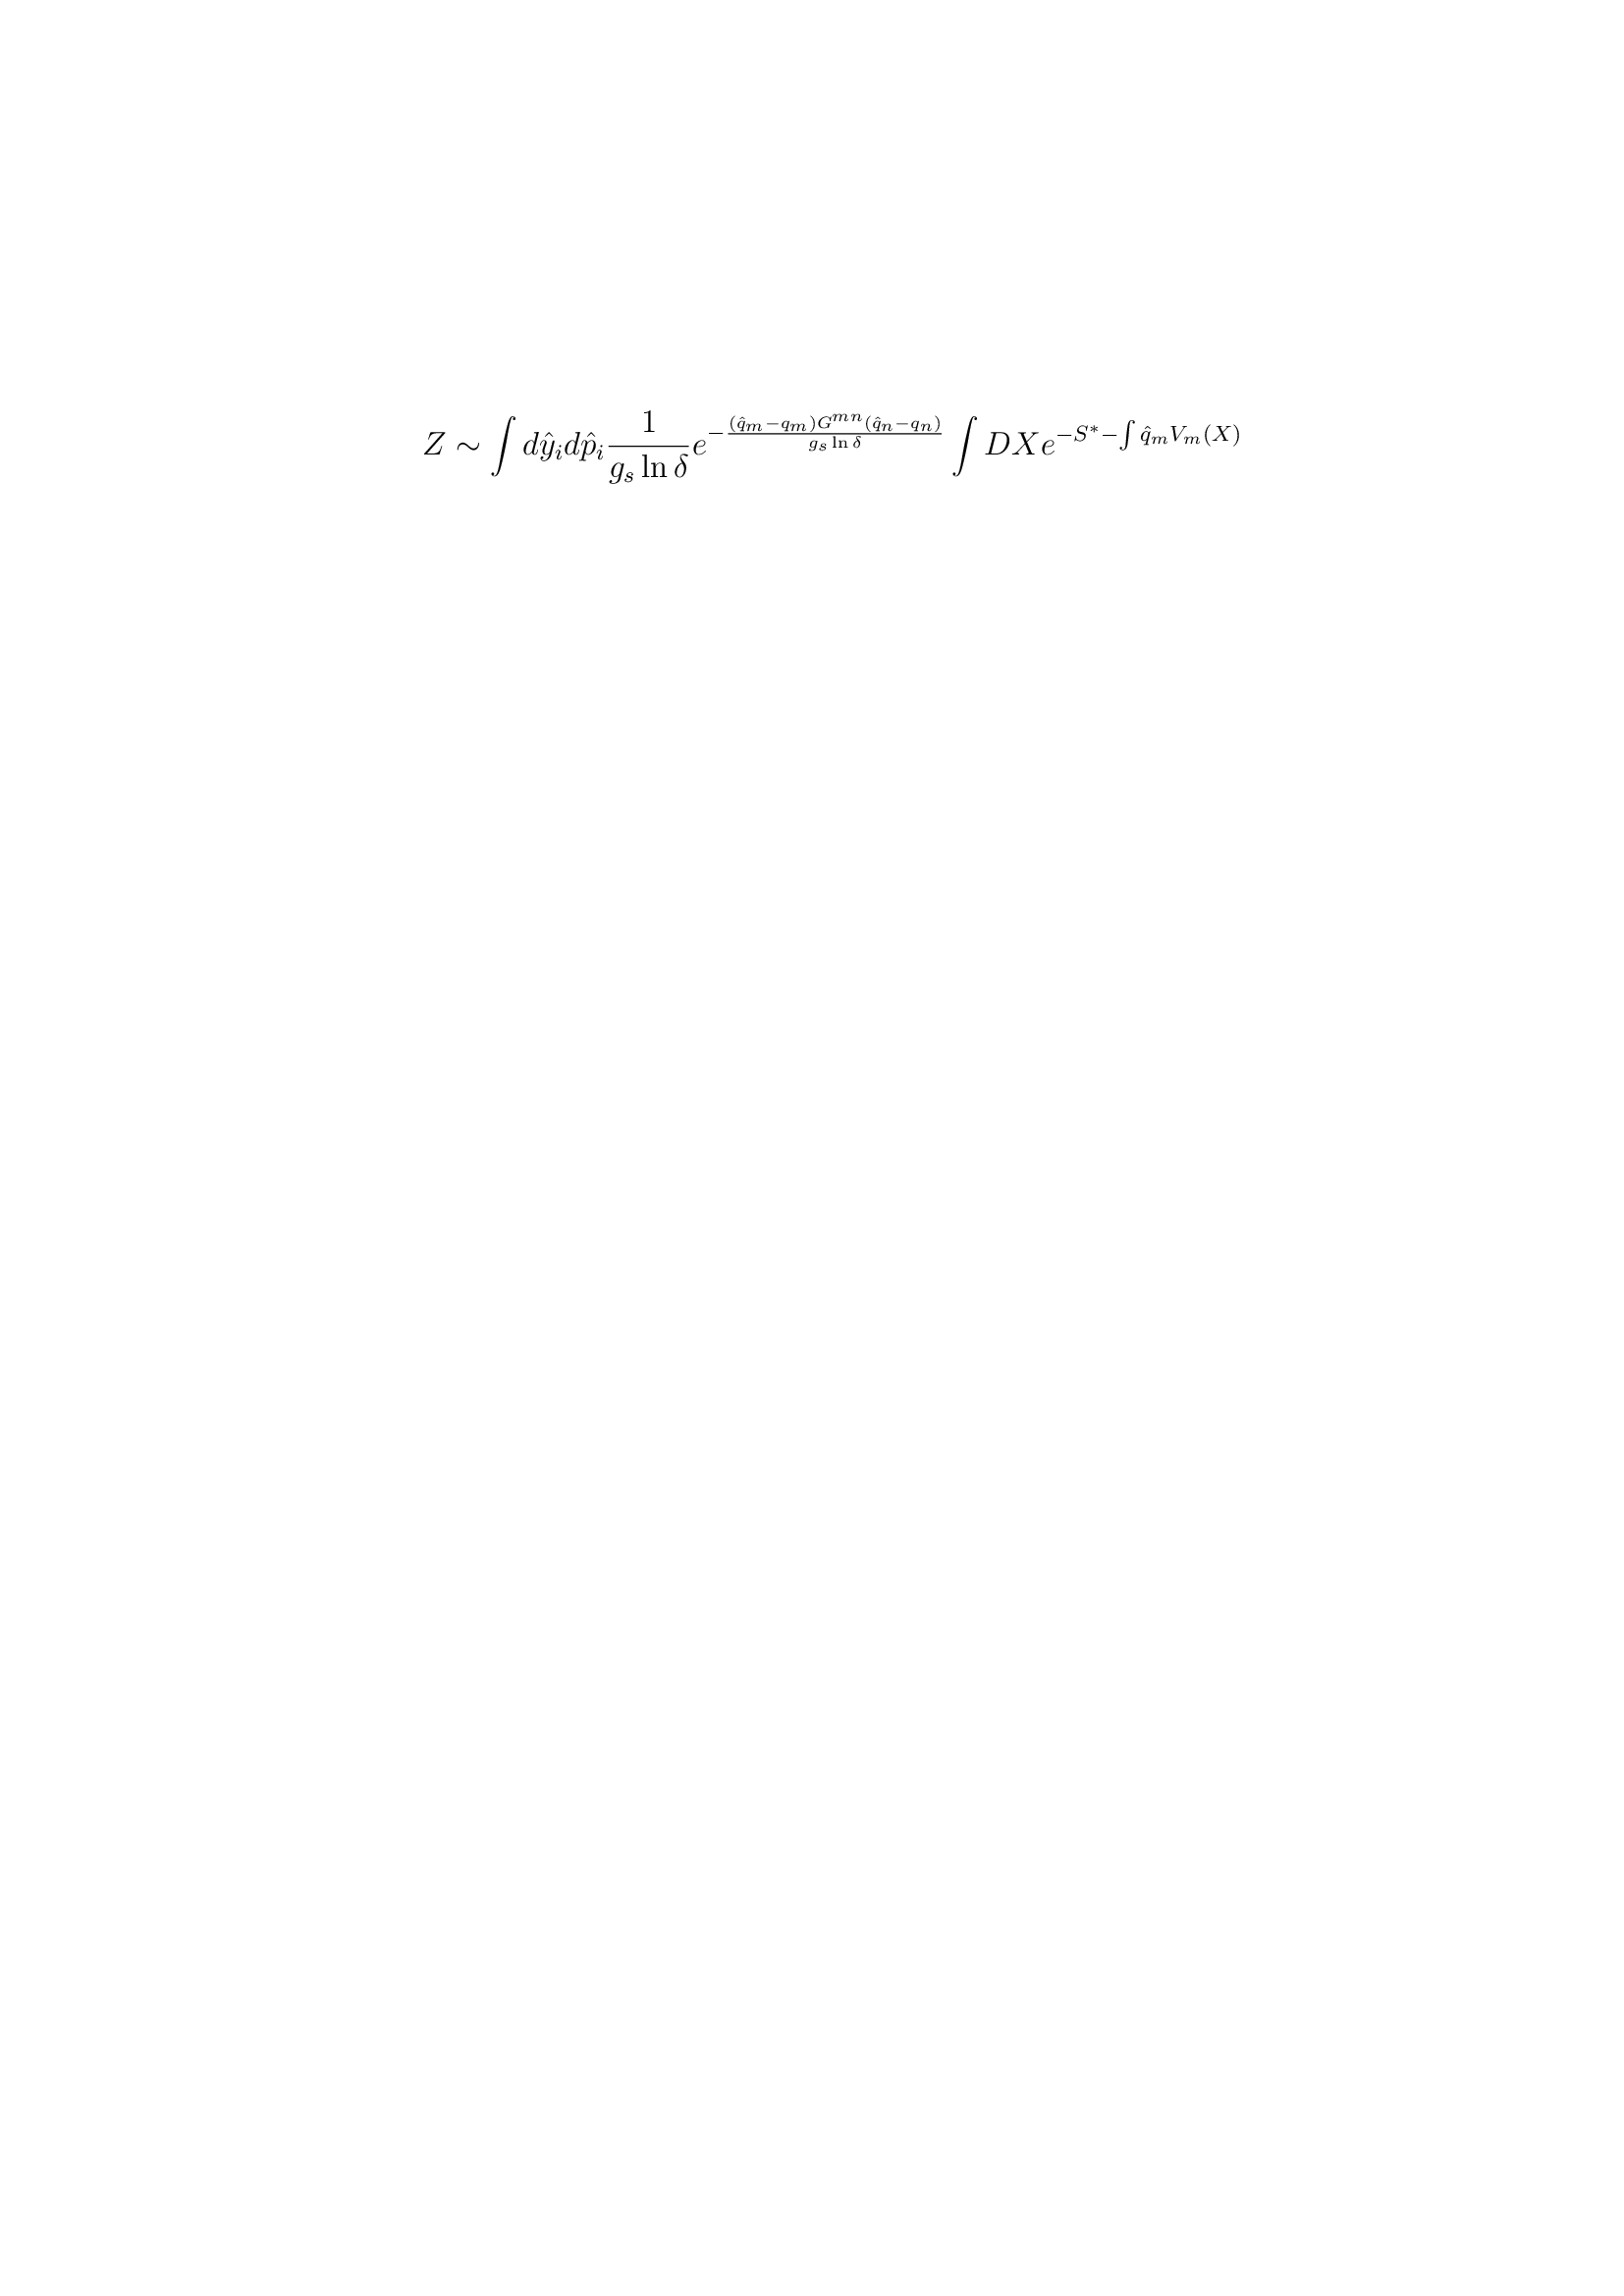 $$Z \sim \int d\hat{y}_i d\hat{p}_i \frac{1}{g_s \ln \delta} e^{-\frac{(\hat{q}_m - q_m) G^{mn} (\hat{q}_n - q_n)}{g_s \ln \delta}} \int DX e^{-S^* - \int \hat{q}_m V_m(X)}$$